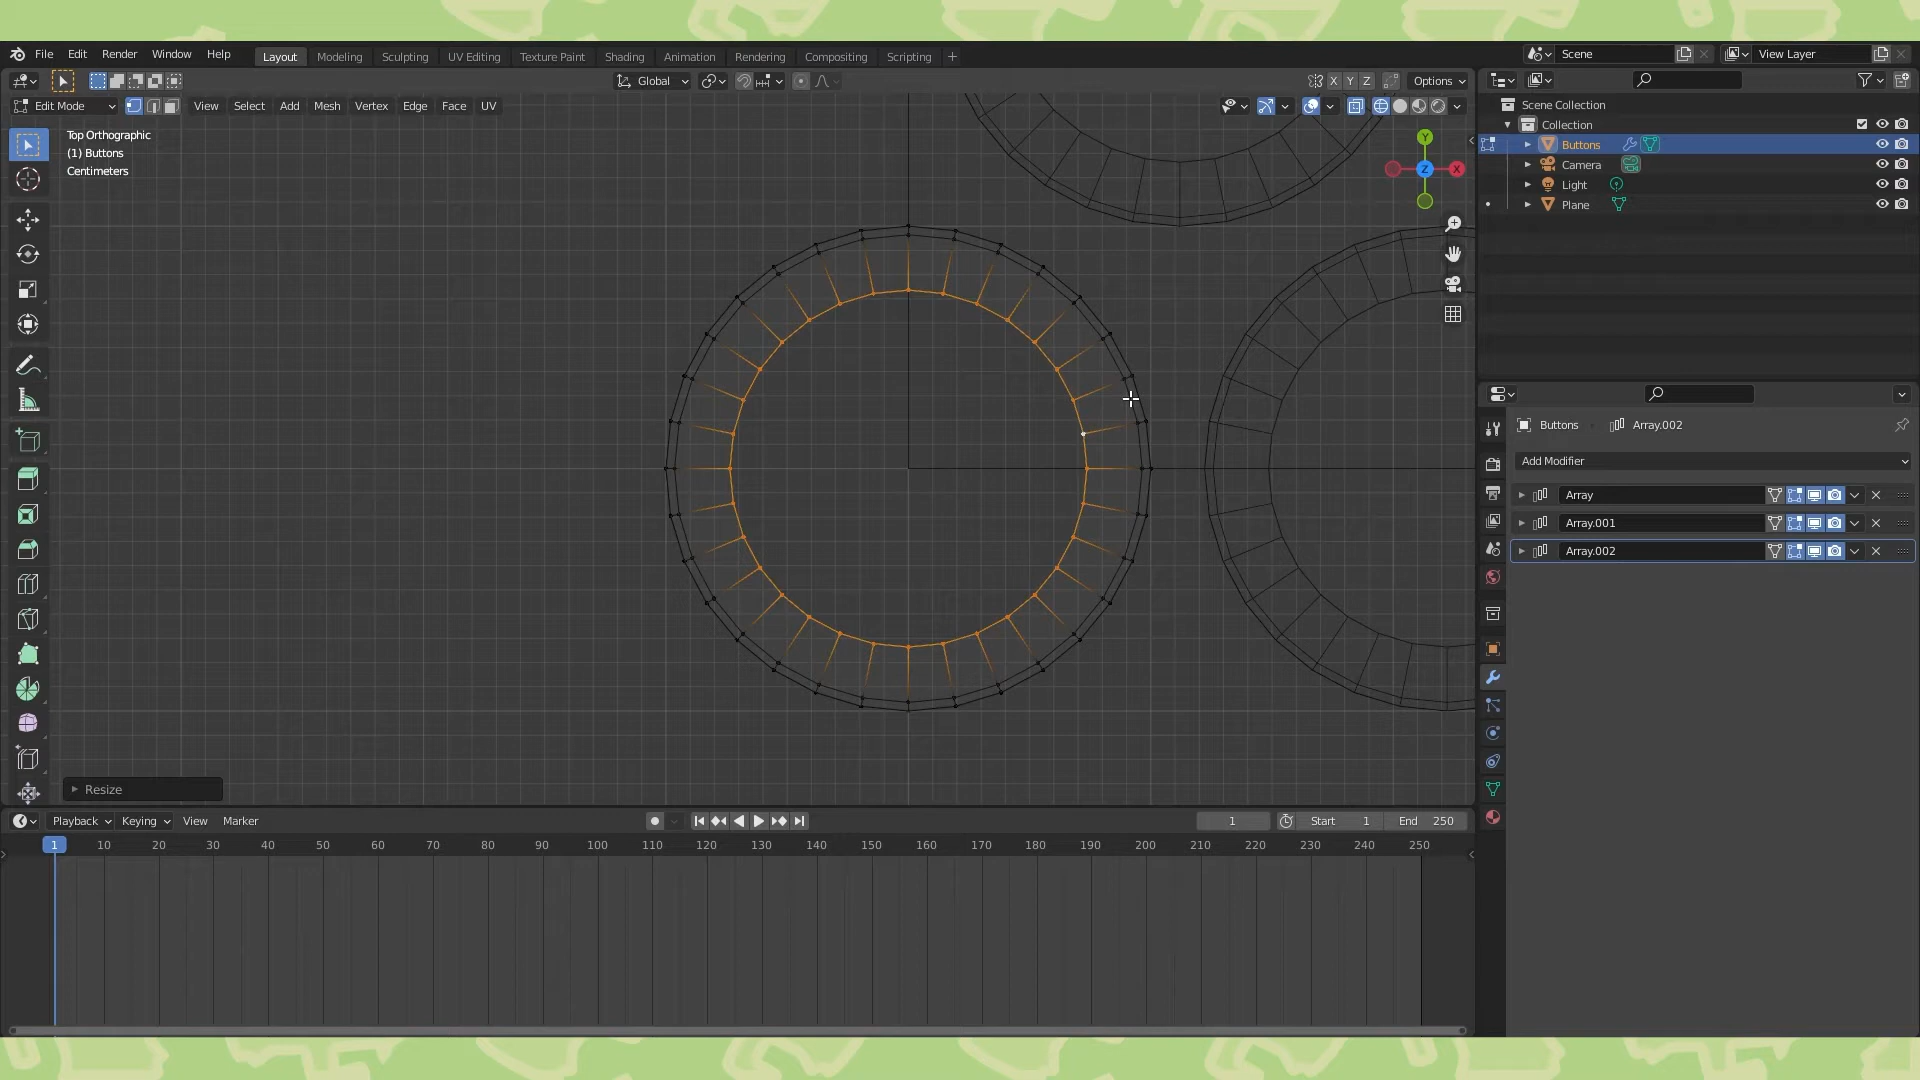 File Edit Render Window Help Layout Modeling Sculpting UV Editing Texture Paint Shading Animation Rendering Compositing Scripting + Scene View Layer
Global X Y Z Options
Edit Mode View Select Add Mesh Vertex Edge Face UV
Scene Collection
Collection
Buttons
Camera
Light
Plane
Top Orthographic
(1) Buttons
Centimeters
Y
Z
X
Buttons Array.002
Add Modifier
Array
Array.001
Array.002
Resize
Playback Keying View Marker 1 Start 1 End 250
1 10 20 30 40 50 60 70 80 90 100 110 120 130 140 150 160 170 180 190 200 210 220 230 240 250